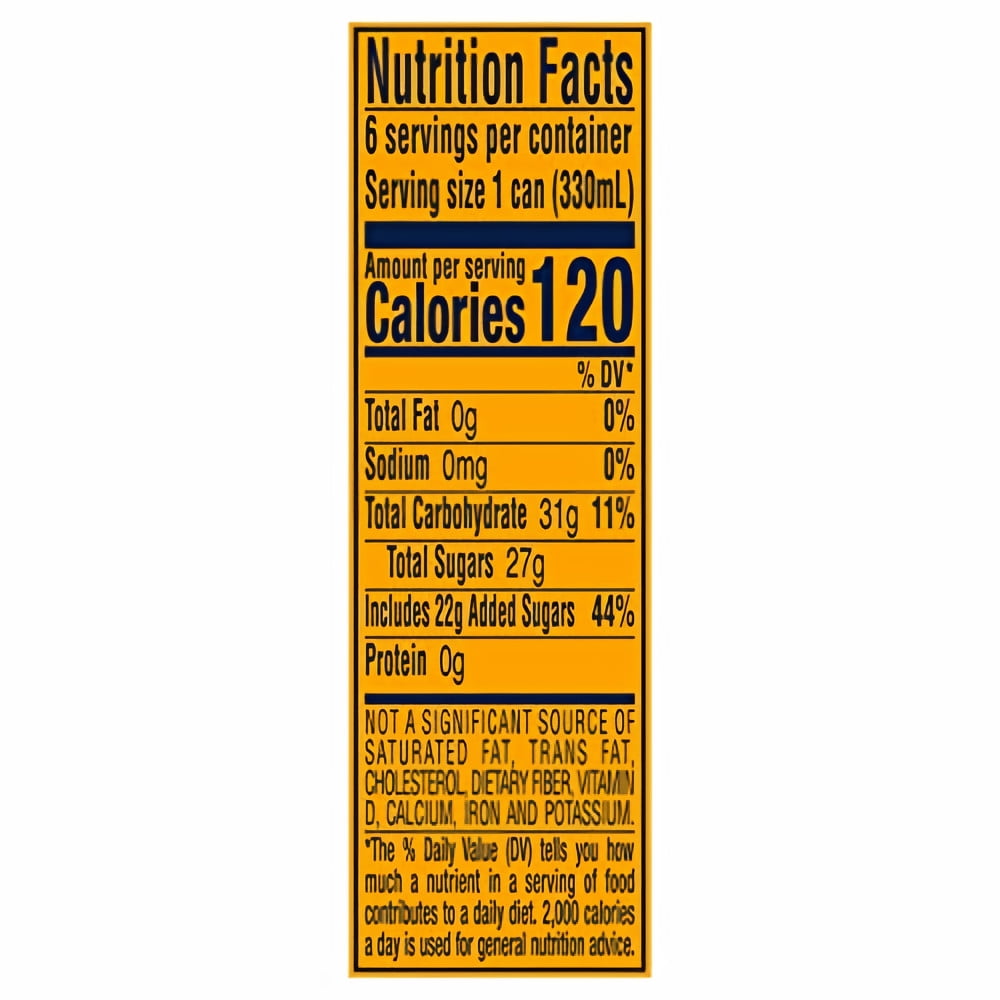 Nutrition Facts
6 servings per container
Serving size 1 can (330mL)
Amount per serving
Calories 120
% DV*
Total Fat 0g 0%
Sodium 0mg 0%
Total Carbohydrate 31g 11%
Total Sugars 27g
Includes 22g Added Sugars 44%
Protein 0g
NOT A SIGNIFICANT SOURCE OF
SATURATED FAT, TRANS FAT,
CHOLESTEROL, DIETARY FIBER, VITAMIN
D, CALCIUM, IRON AND POTASSIUM.
*The % Daily Value (DV) tells you how
much a nutrient in a serving of food
contributes to a daily diet. 2,000 calories
a day is used for general nutrition advice.